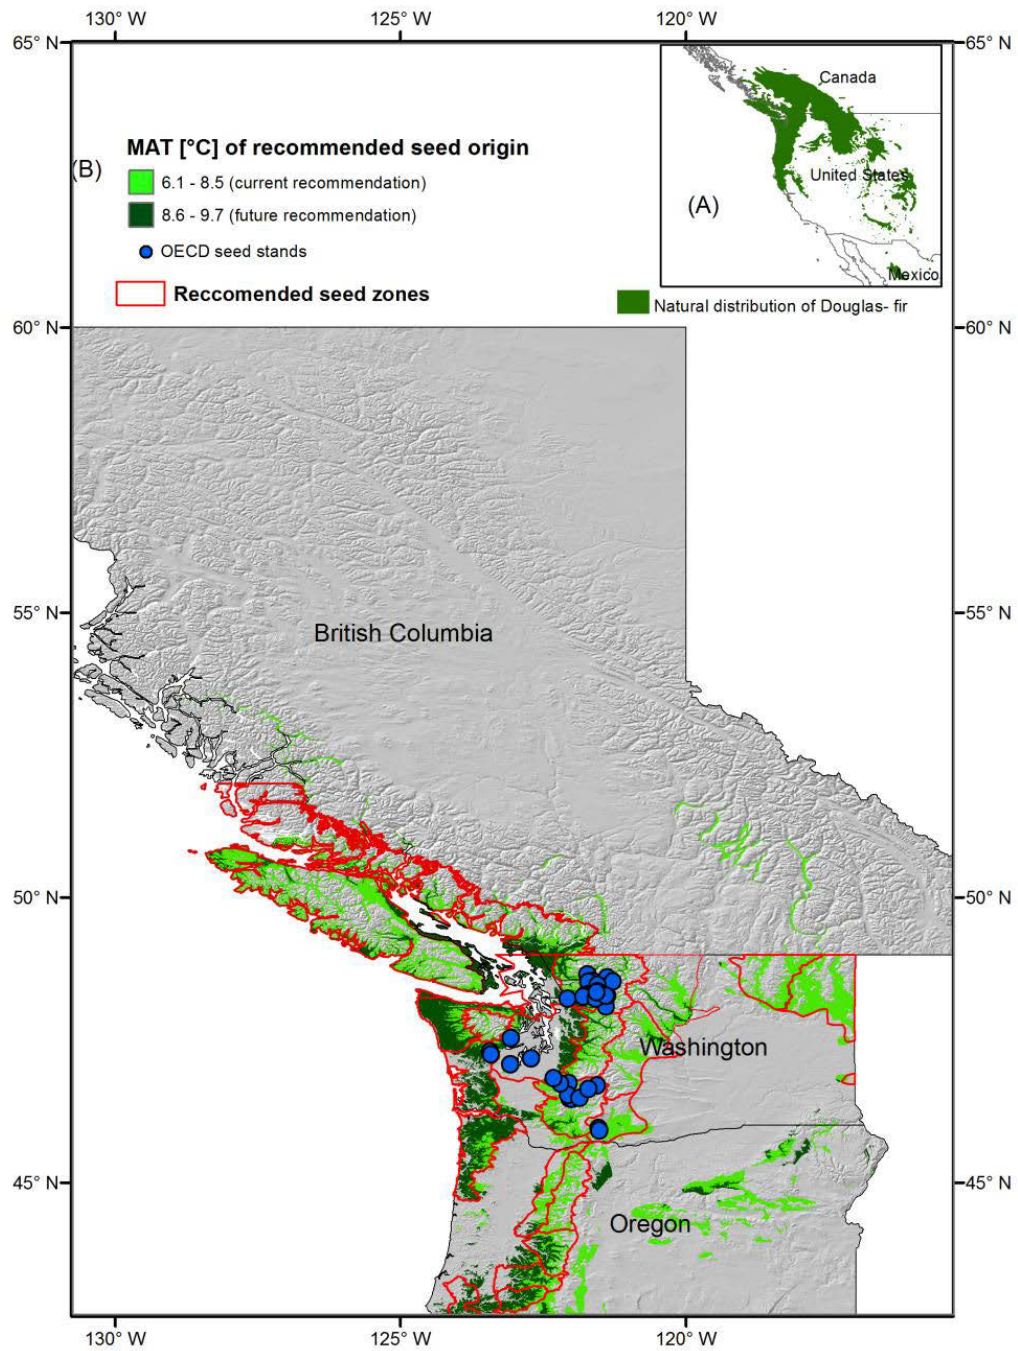 130° W 125° W 120° W
65° N 65° N
Canada
MAT [°C] of recommended seed origin
(B)
6.1 - 8.5 (current recommendation)
United States
8.6 - 9.7 (future recommendation)
(A)
OECD seed stands
Mexico
Reccomended seed zones
Natural distribution of Douglas- fir
60° N 60° N
55° N 55° N
British Columbia
50° N 50° N
Washington
45° N 45° N
Oregon
130° W 125° W 120° W